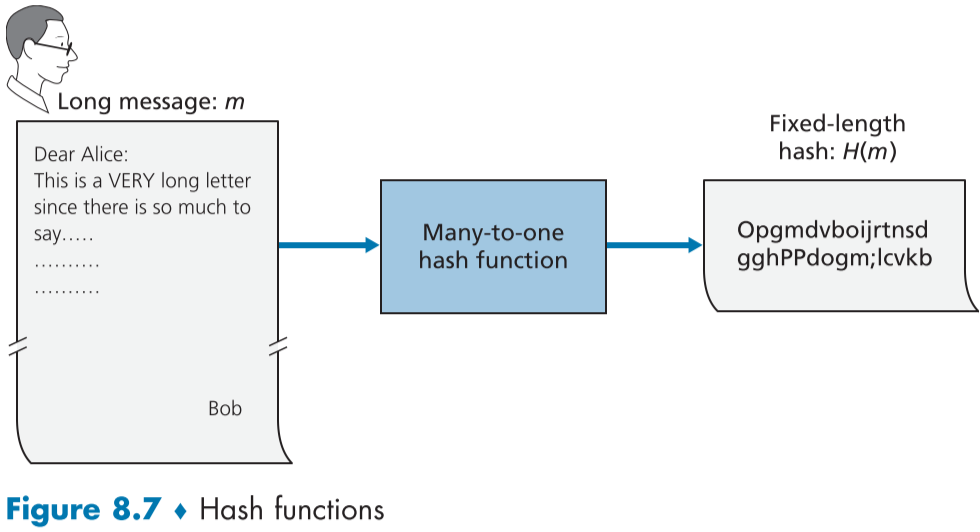 Long message: m
Dear Alice:
This is a VERY long letter
since there is so much to
say.....
..........
..........
Bob
Many-to-one
hash function
Fixed-length
hash: H(m)
Opgmdvboijrtnsd
gghPPdogm;lcvkb
Figure 8.7 ♦ Hash functions